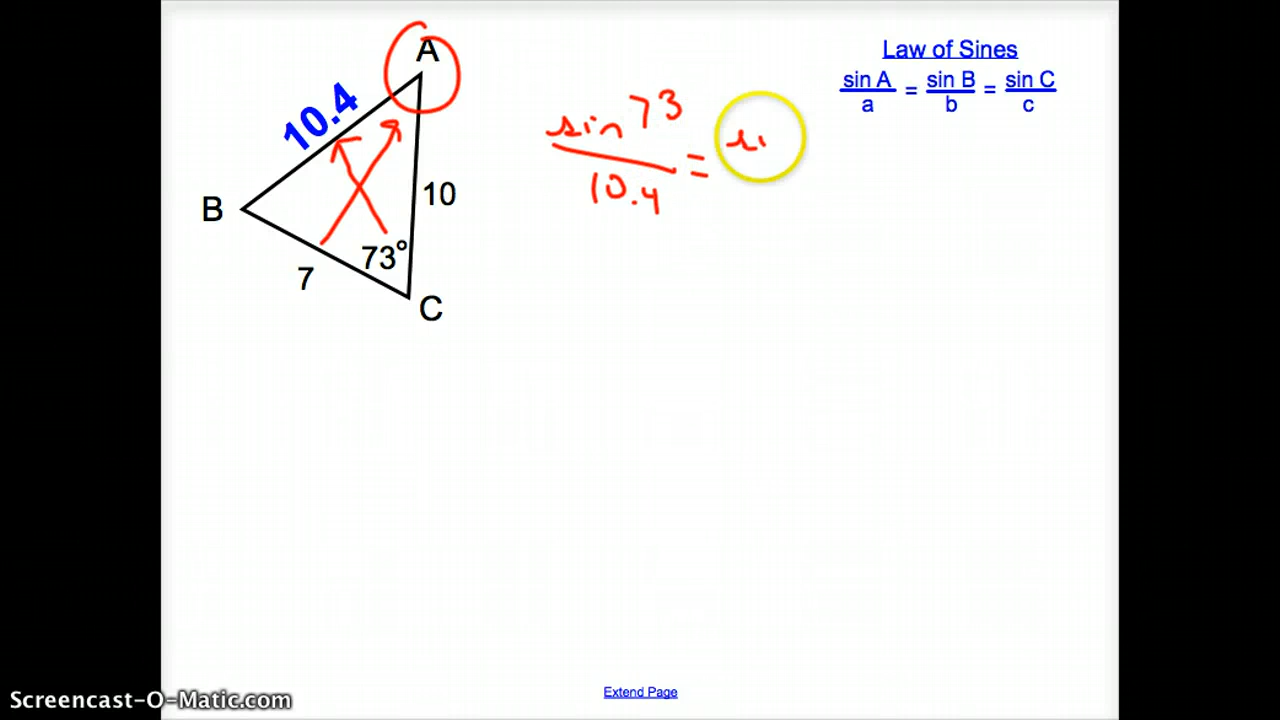 A
Law of Sines
sin A / a = sin B / b = sin C / c
10.4
sin 73 / 10.4 =
B
10
73°
7
C
Extend Page
Screencast-O-Matic.com